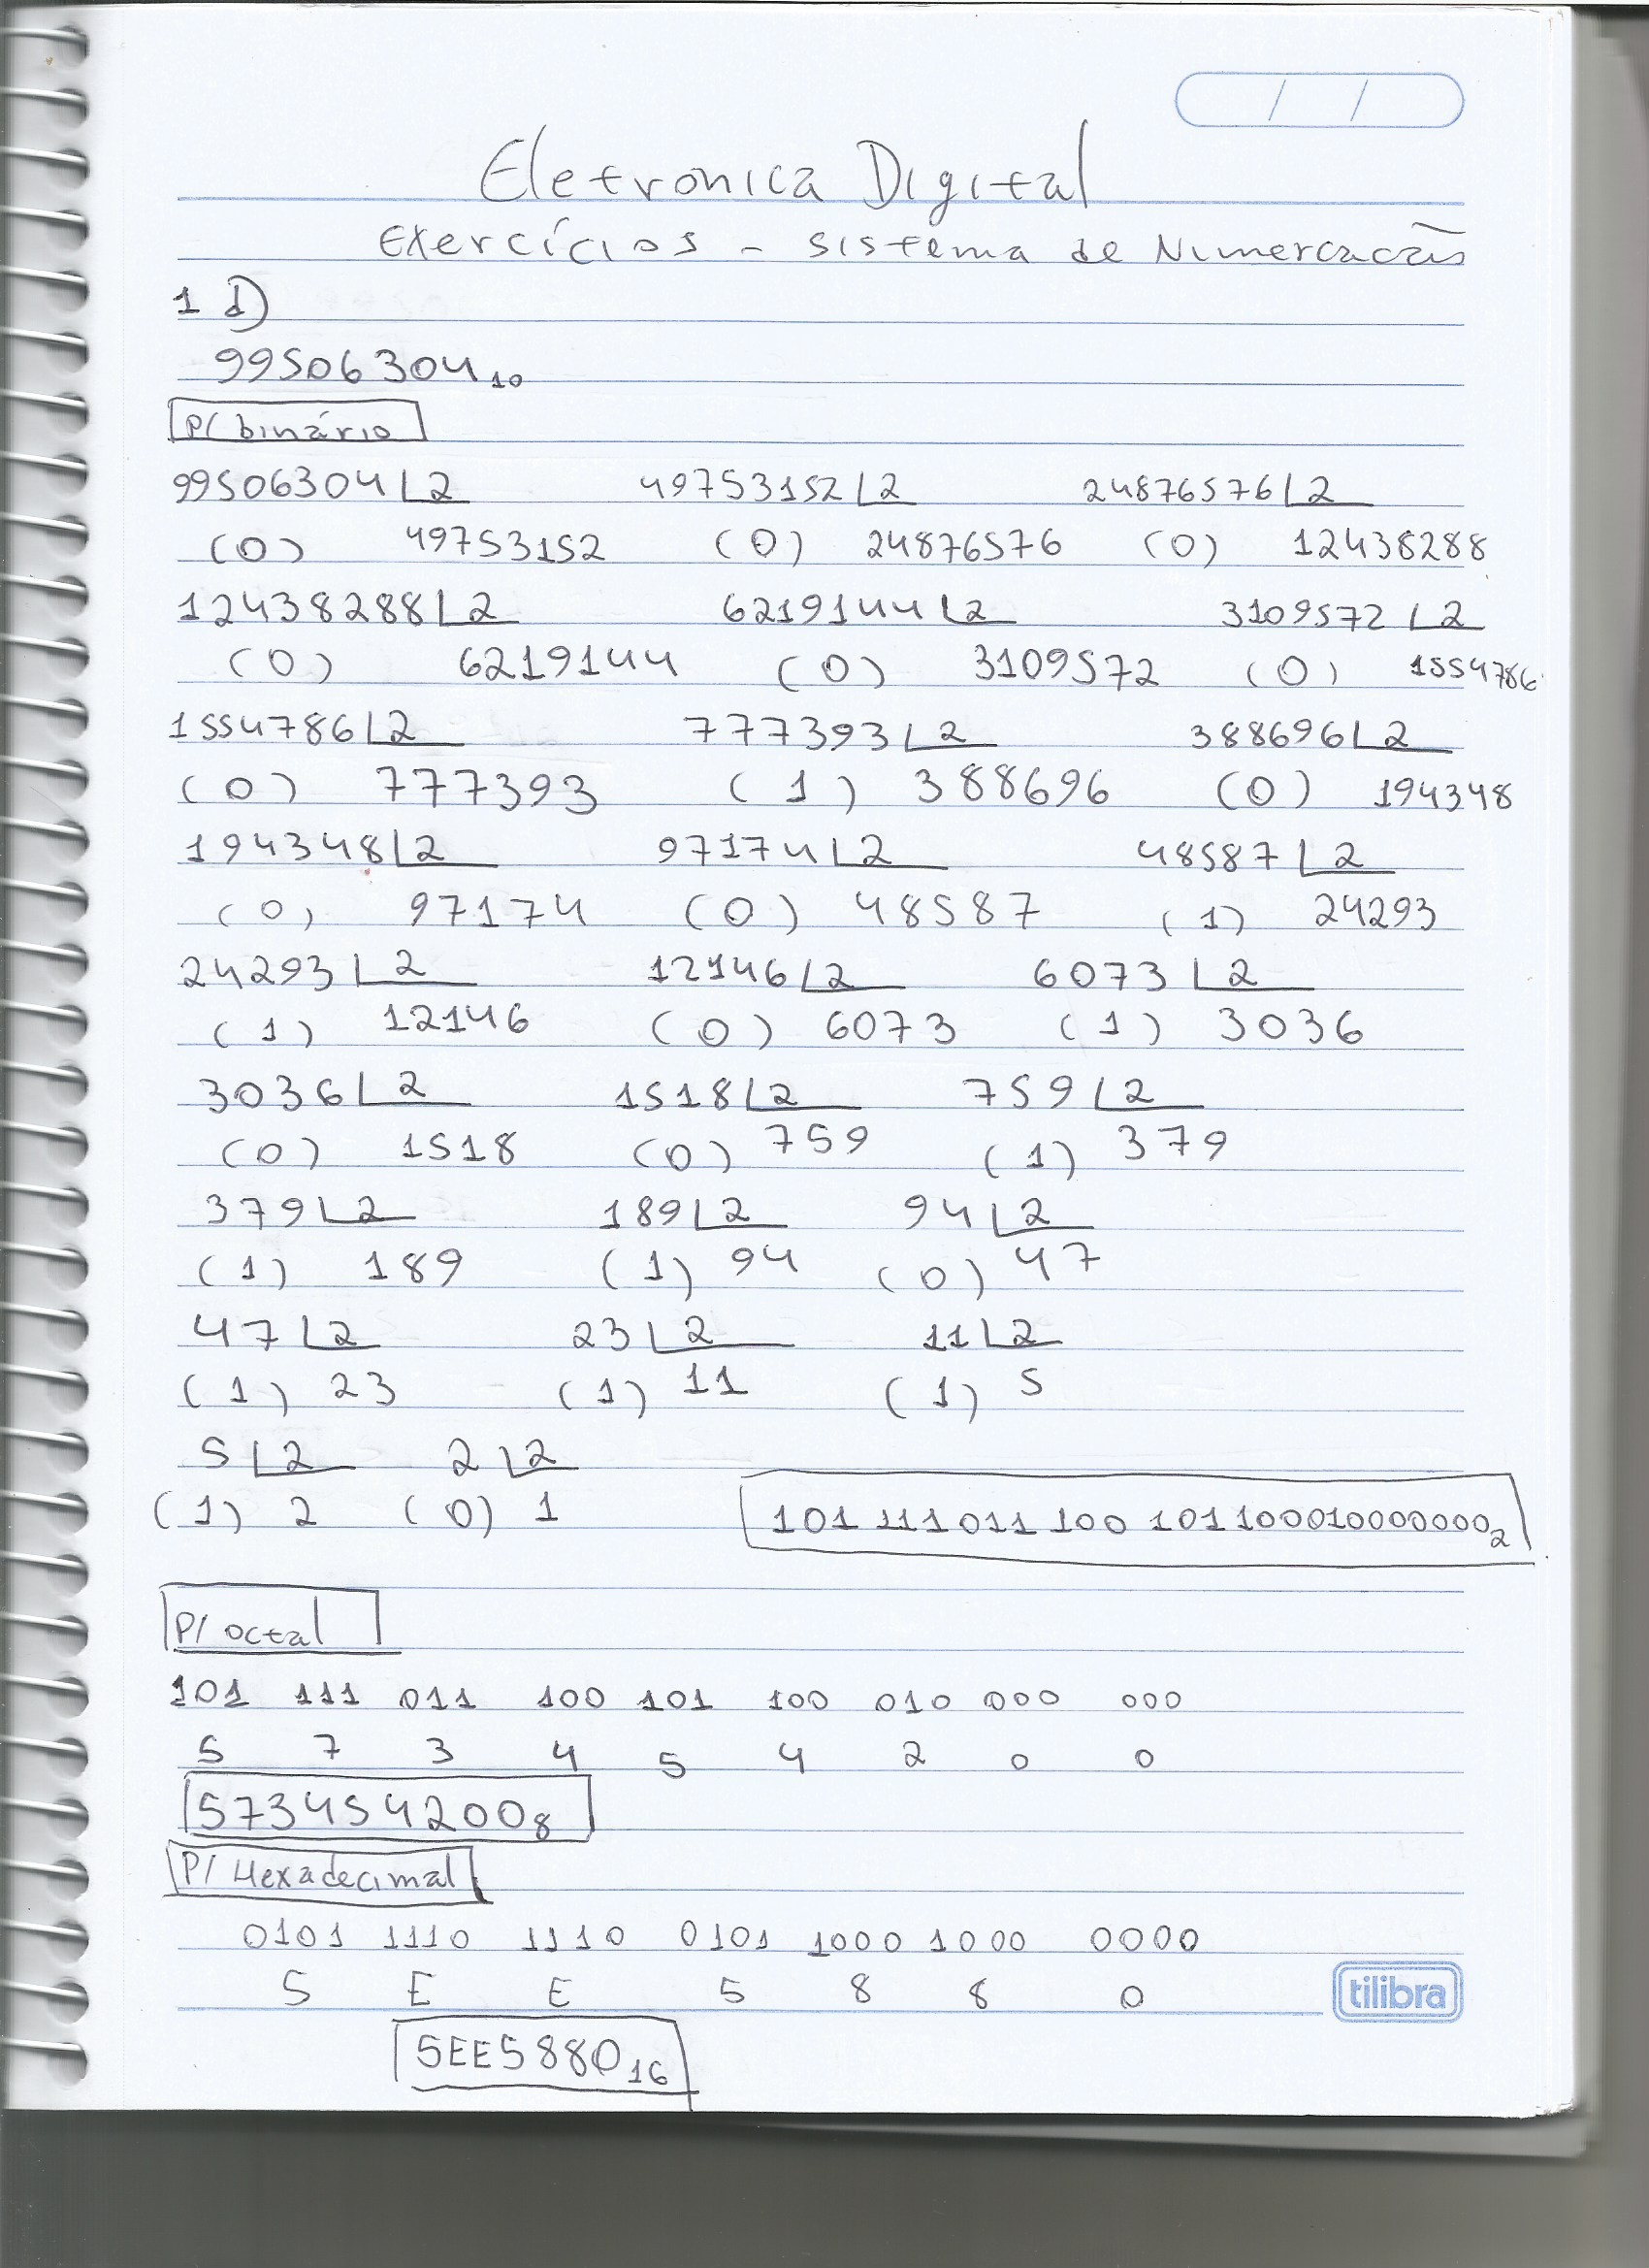 / /
Eletronica Digital
Exercícios - Sistema de Numercacão
1 D)
99506304₁₀
P/ binário
99506304 ∟2 49753152 ∟2 24876576 ∟2
(0) 49753152 (0) 24876576 (0) 12438288
12438288 ∟2 6219144 ∟2 3109572 ∟2
(0) 6219144 (0) 3109572 (0) 1554786
1554786 ∟2 777393 ∟2 388696 ∟2
(0) 777393 (1) 388696 (0) 194348
194348 ∟2 97174 ∟2 48587 ∟2
(0) 97174 (0) 48587 (1) 24293
24293 ∟2 12146 ∟2 6073 ∟2
(1) 12146 (0) 6073 (1) 3036
3036 ∟2 1518 ∟2 759 ∟2
(0) 1518 (0) 759 (1) 379
379 ∟2 189 ∟2 94 ∟2
(1) 189 (1) 94 (0) 47
47 ∟2 23 ∟2 11 ∟2
(1) 23 (1) 11 (1) 5
5 ∟2 2 ∟2
(1) 2 (0) 1 101 111 011 100 101 100010000000₂
P/ octal
101 111 011 100 101 100 010 000 000
5 7 3 4 5 4 2 0 0
573454200₈
P/ Hexadecimal
0101 1110 1110 0101 1000 1000 0000
5 E E 5 8 8 0
tilibra
5EE5880₁₆